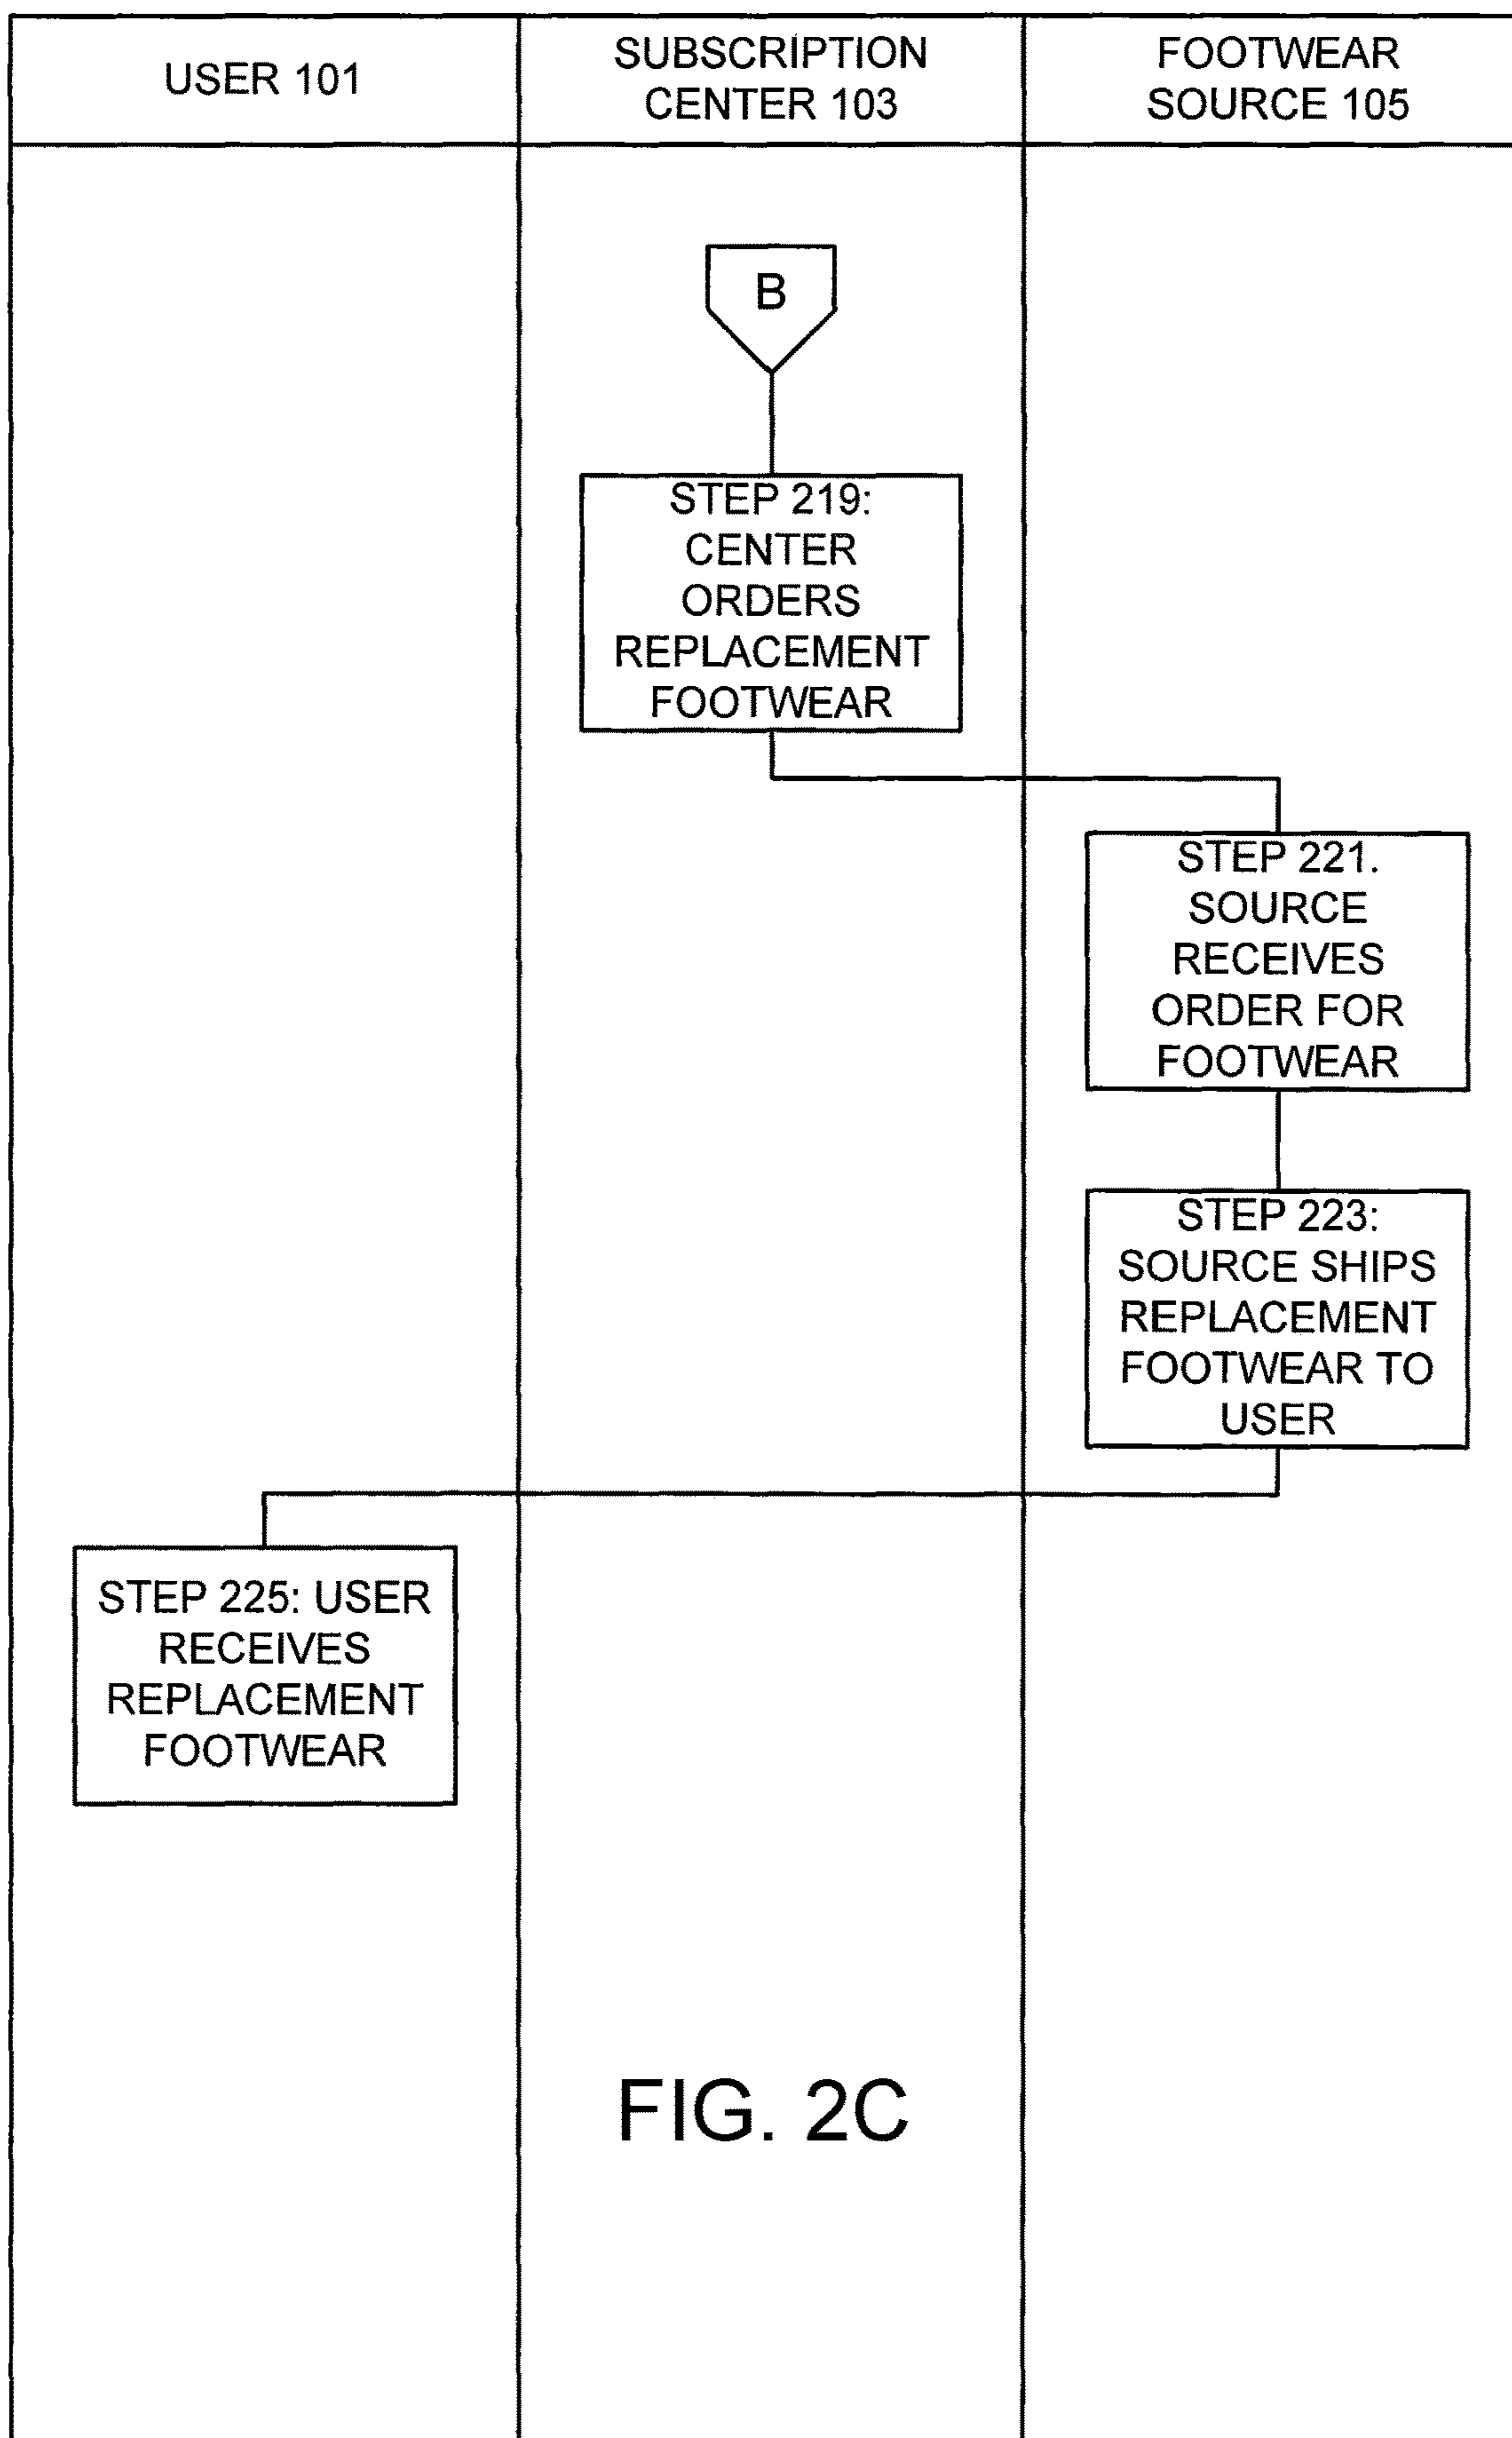 USER 101
SUBSCRIPTION
CENTER 103
FOOTWEAR
SOURCE 105
B
STEP 219:
CENTER
ORDERS
REPLACEMENT
FOOTWEAR
STEP 221.
SOURCE
RECEIVES
ORDER FOR
FOOTWEAR
STEP 223:
SOURCE SHIPS
REPLACEMENT
FOOTWEAR TO
USER
STEP 225: USER
RECEIVES
REPLACEMENT
FOOTWEAR
FIG. 2C